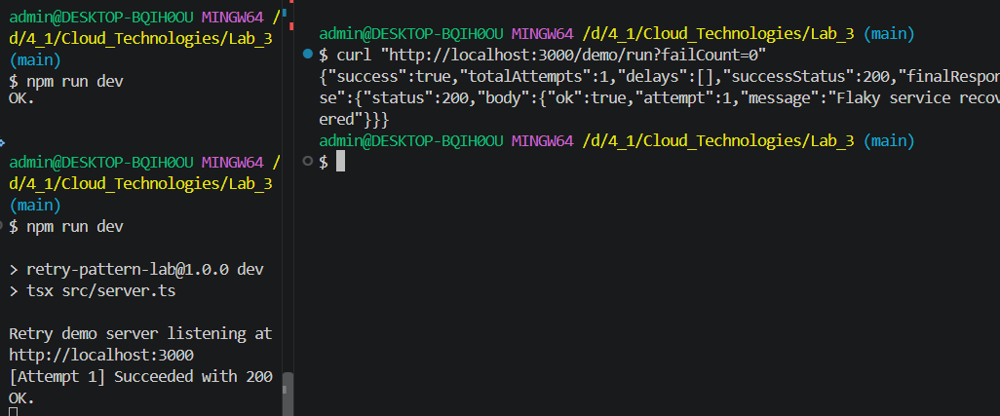 admin@DESKTOP-BQIH0OU MINGW64 /
d/4_1/Cloud_Technologies/Lab_3
(main)
$ npm run dev
OK.
admin@DESKTOP-BQIH0OU MINGW64 /
d/4_1/Cloud_Technologies/Lab_3
(main)
$ npm run dev
> retry-pattern-lab@1.0.0 dev
> tsx src/server.ts
Retry demo server listening at
http://localhost:3000
[Attempt 1] Succeeded with 200
OK.
admin@DESKTOP-BQIH0OU MINGW64 /d/4_1/Cloud_Technologies/Lab_3 (main)
$ curl "http://localhost:3000/demo/run?failCount=0"
{"success":true,"totalAttempts":1,"delays":[],"successStatus":200,"finalRespon
se":{"status":200,"body":{"ok":true,"attempt":1,"message":"Flaky service recov
ered"}}}
admin@DESKTOP-BQIH0OU MINGW64 /d/4_1/Cloud_Technologies/Lab_3 (main)
$